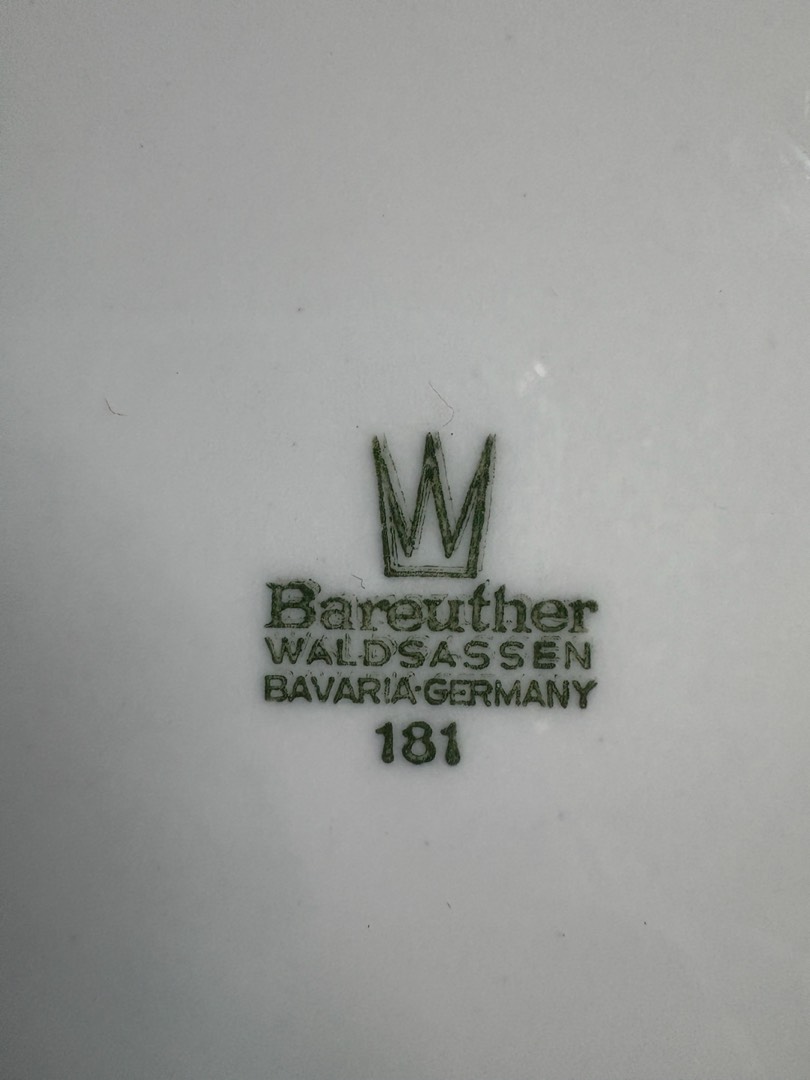 Bareuther
WALDSASSEN
BAVARIA·GERMANY
181